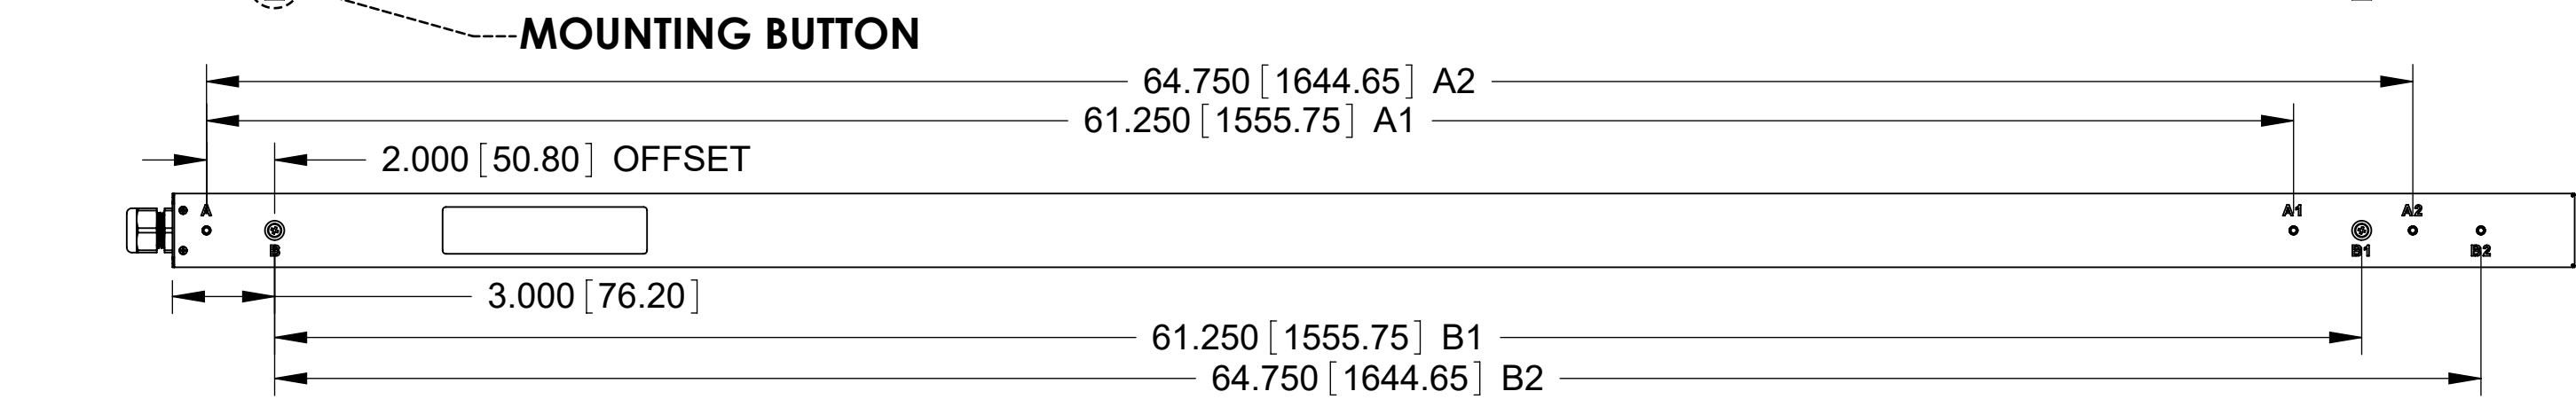 MOUNTING BUTTON
64.750 [1644.65] A2
61.250 [1555.75] A1
2.000 [50.80] OFFSET
A
A1
A2
B
B1
B2
3.000 [76.20]
61.250 [1555.75] B1
64.750 [1644.65] B2